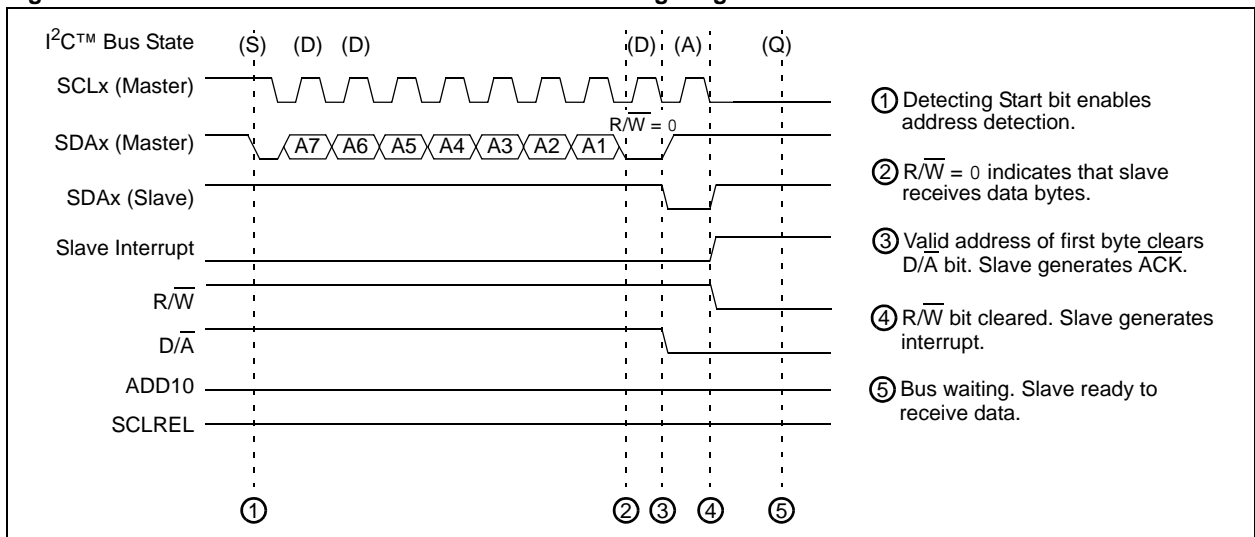 I²C™ Bus State (S) (D) (D) (D) (A) (Q)
SCLx (Master)
R/W = 0
SDAx (Master) A7 A6 A5 A4 A3 A2 A1
SDAx (Slave)
Slave Interrupt
R/W
D/A
ADD10
SCLREL
1 2 3 4 5
1 Detecting Start bit enables
address detection.
2 R/W = 0 indicates that slave
receives data bytes.
3 Valid address of first byte clears
D/A bit. Slave generates ACK.
4 R/W bit cleared. Slave generates
interrupt.
5 Bus waiting. Slave ready to
receive data.